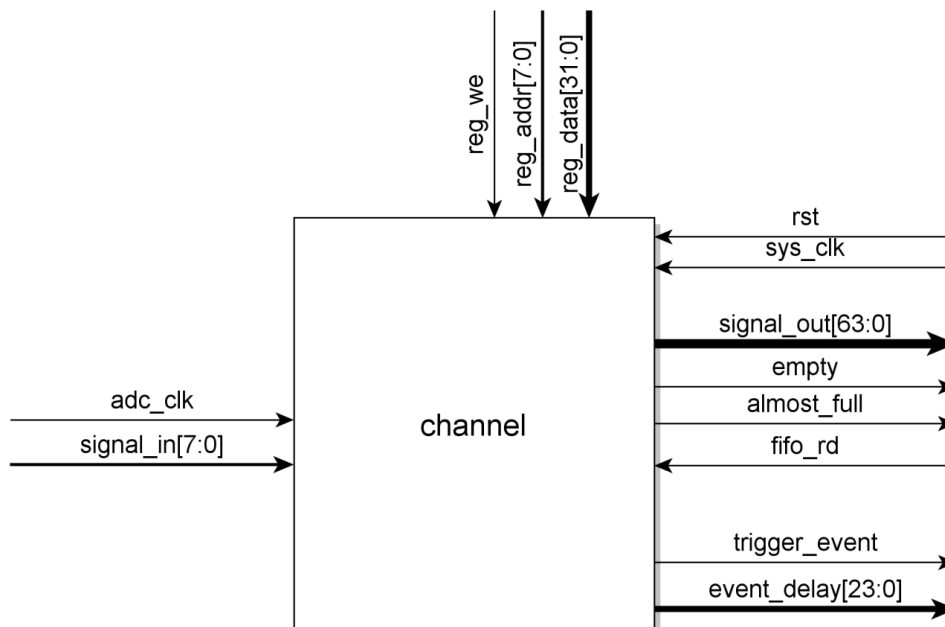 reg_we
reg_addr[7:0]
reg_data[31:0]
rst
sys_clk
signal_out[63:0]
empty
adc_clk
almost_full
channel
signal_in[7:0]
fifo_rd
trigger_event
event_delay[23:0]